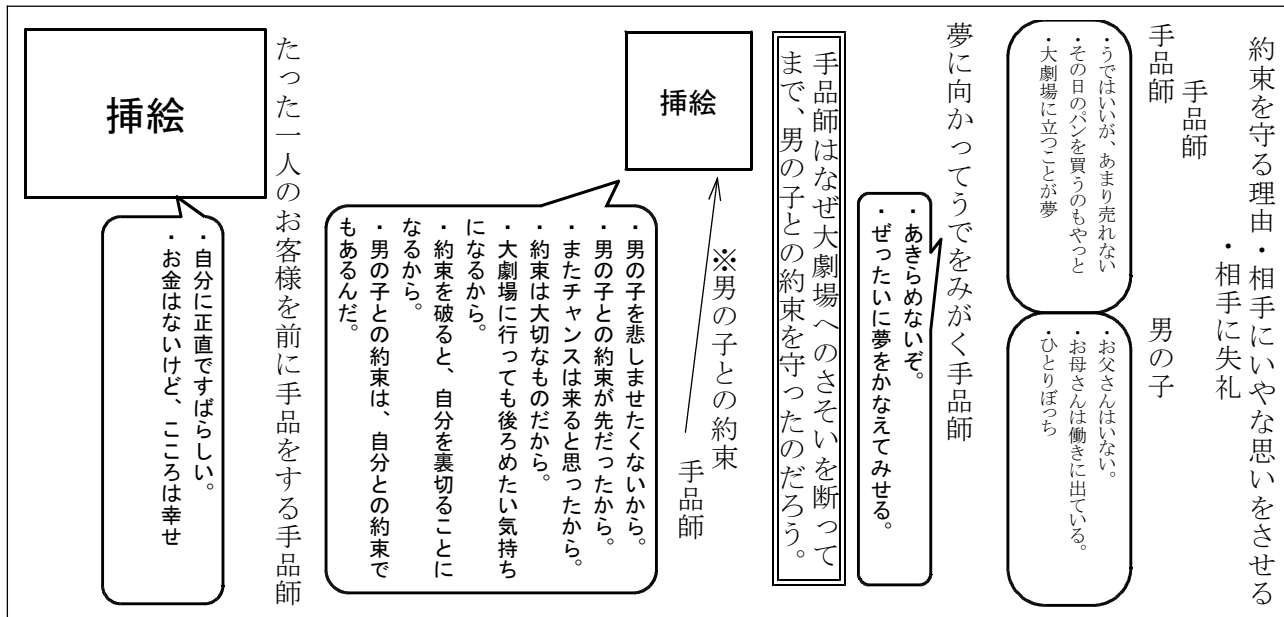 約束を守る理由・相手にいやな思いをさせる
・相手に失礼
手品師
手品師
・うではいいが、あまり売れない
・その日のパンを買うのもやっと
・大劇場に立つことが夢
男の子
・お父さんはいない。
・お母さんは働きに出ている。
・ひとりぼっち
夢に向かってうでをみがく手品師
・あきらめないぞ。
・ぜったいに夢をかなえてみせる。
手品師はなぜ大劇場へのさそいを断って
まで、男の子との約束を守ったのだろう。
※男の子との約束
手品師
挿絵
・男の子を悲しませたくないから。
・男の子との約束が先だったから。
・またチャンスは来ると思ったから。
・約束は大切なものだから。
・大劇場に行っても後ろめたい気持ち
になるから。
・約束を破ると、自分を裏切ることに
なるから。
・男の子との約束は、自分との約束で
もあるんだ。
たった一人のお客様を前に手品をする手品師
挿絵
・自分に正直ですばらしい。
・お金はないけど、こころは幸せ